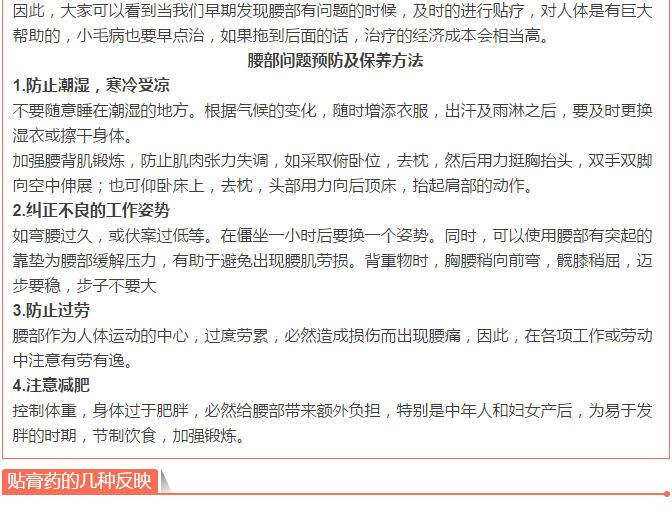 因此，大家可以看到当我们早期发现腰部有问题的时候，及时的进行贴疗，对人体是有巨大
帮助的，小毛病也要早点治，如果拖到后面的话，治疗的经济成本会相当高。
腰部问题预防及保养方法
1.防止潮湿，寒冷受凉
不要随意睡在潮湿的地方。根据气候的变化，随时增添衣服，出汗及雨淋之后，要及时更换
湿衣或擦干身体。
加强腰背肌锻炼，防止肌肉张力失调，如采取俯卧位，去枕，然后用力挺胸抬头，双手双脚
向空中伸展；也可仰卧床上，去枕，头部用力向后顶床，抬起肩部的动作。
2.纠正不良的工作姿势
如弯腰过久，或伏案过低等。在僵坐一小时后要换一个姿势。同时，可以使用腰部有突起的
靠垫为腰部缓解压力，有助于避免出现腰肌劳损。背重物时，胸腰稍向前弯，髋膝稍屈，迈
步要稳，步子不要大
3.防止过劳
腰部作为人体运动的中心，过度劳累，必然造成损伤而出现腰痛，因此，在各项工作或劳动
中注意有劳有逸。
4.注意减肥
控制体重，身体过于肥胖，必然给腰部带来额外负担，特别是中年人和妇女产后，为易于发
胖的时期，节制饮食，加强锻炼。
贴膏药的几种反映